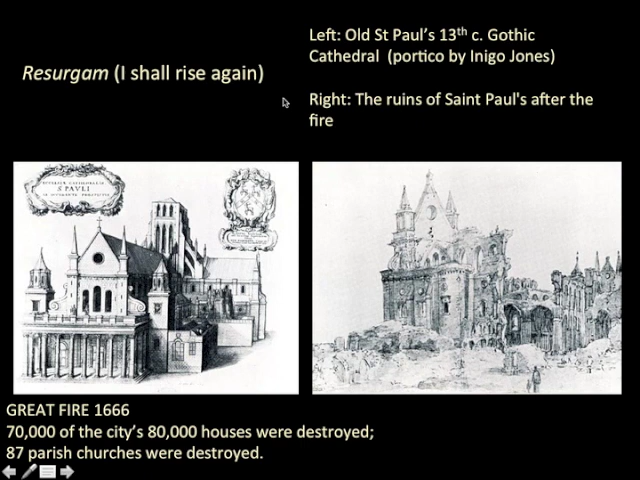 Resurgam (I shall rise again)
Left: Old St Paul's 13th c. Gothic
Cathedral (portico by Inigo Jones)
Right: The ruins of Saint Paul's after the
fire
S PAULI
GREAT FIRE 1666
70,000 of the city's 80,000 houses were destroyed;
87 parish churches were destroyed.